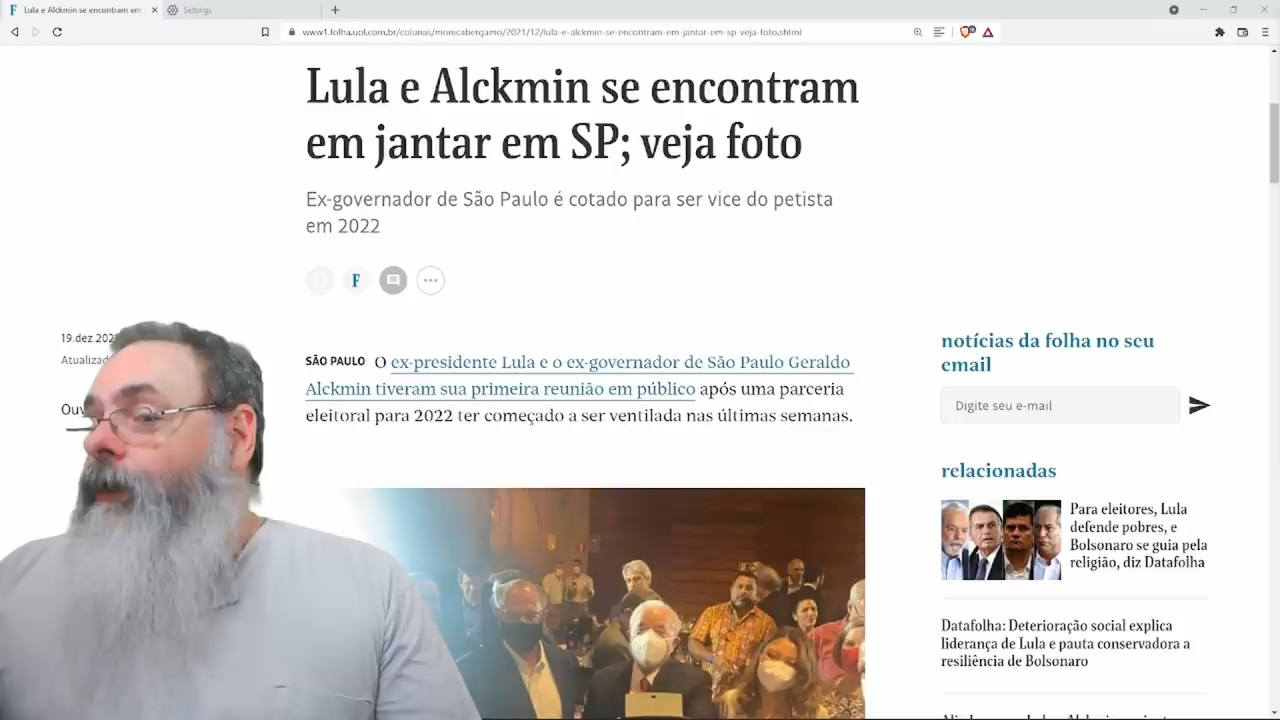 Lula e Alckmin se encontram em
Settings
www1.folha.uol.com.br/colunas/monicabergamo/2021/12/lula-e-alckmin-se-encontram-em-jantar-em-sp-veja-foto.shtml
Lula e Alckmin se encontram
em jantar em SP; veja foto
Ex-governador de São Paulo é cotado para ser vice do petista
em 2022
F
19.dez.202
Atualizad
Ouv
SÃO PAULO O ex-presidente Lula e o ex-governador de São Paulo Geraldo
Alckmin tiveram sua primeira reunião em público após uma parceria
eleitoral para 2022 ter começado a ser ventilada nas últimas semanas.
notícias da folha no seu
email
Digite seu e-mail
relacionadas
Para eleitores, Lula
defende pobres, e
Bolsonaro se guia pela
religião, diz Datafolha
Datafolha: Deterioração social explica
liderança de Lula e pauta conservadora a
resiliência de Bolsonaro